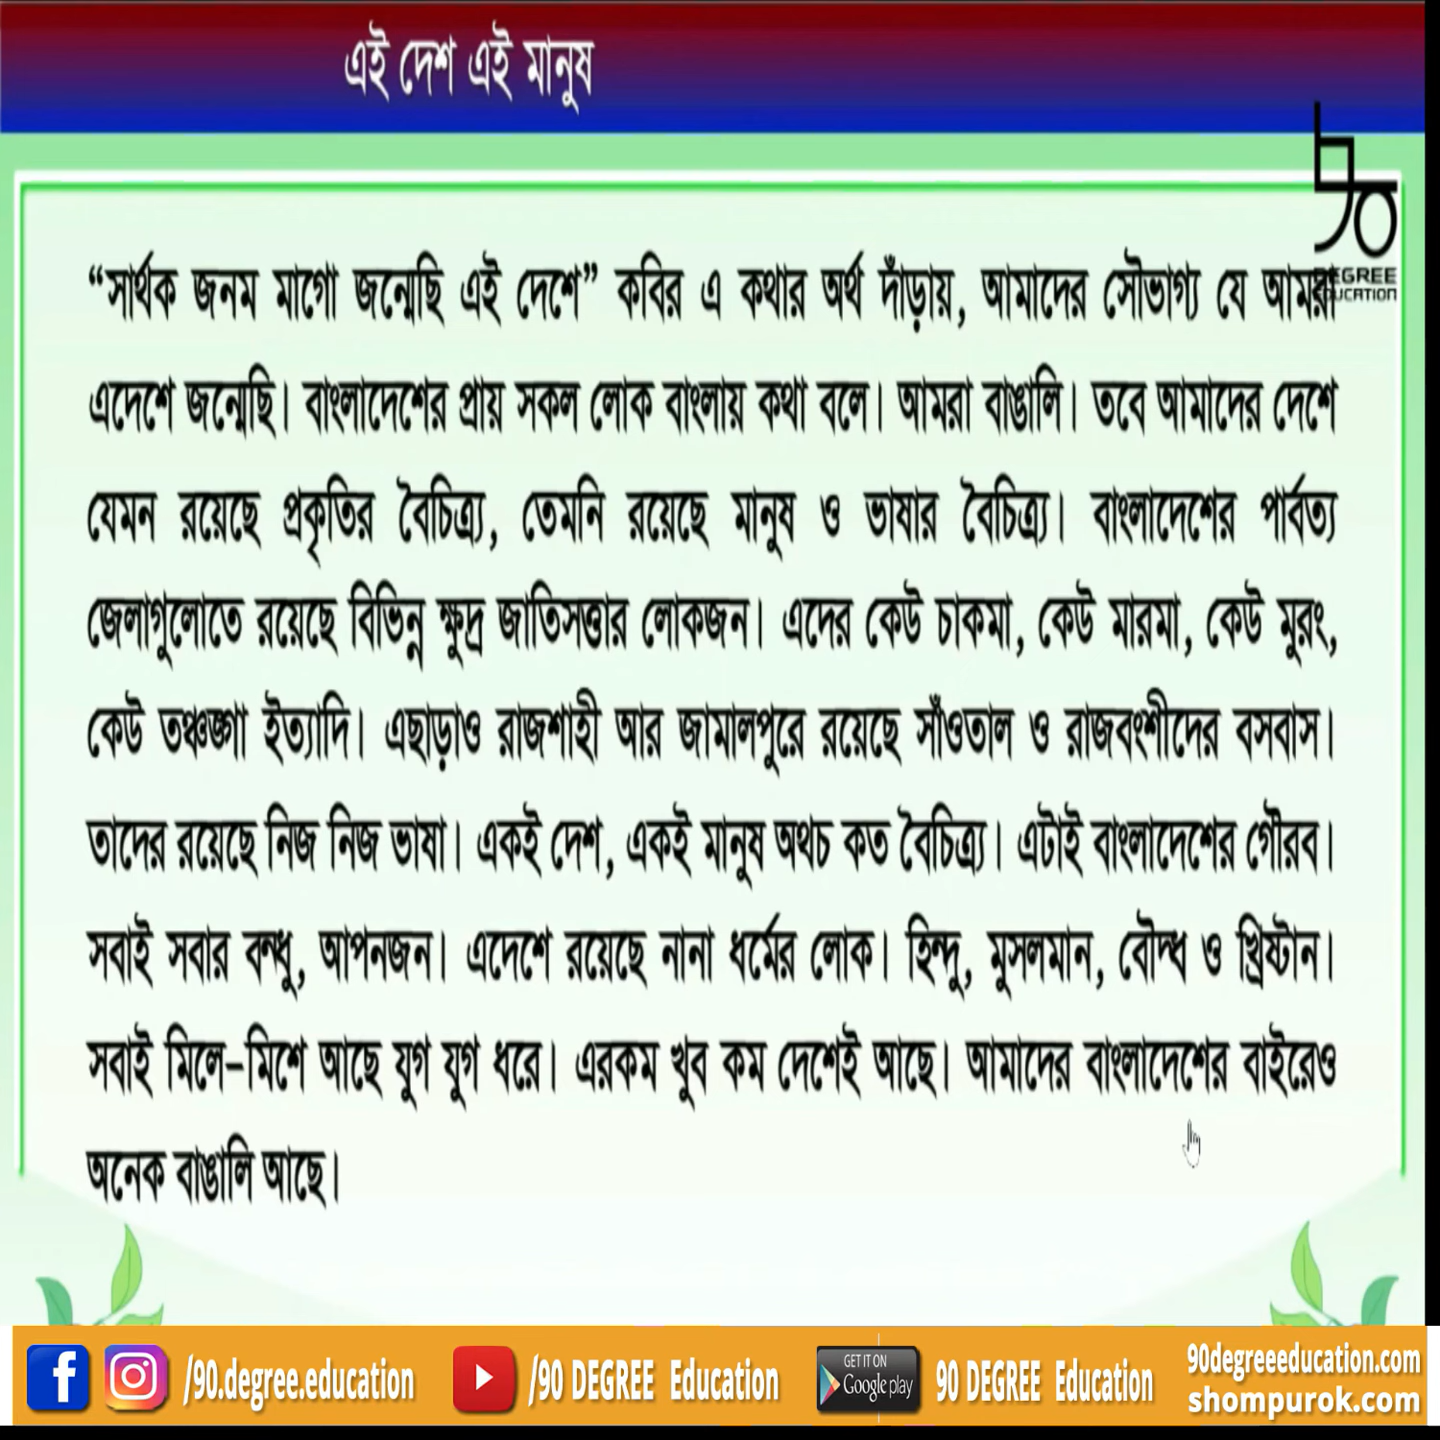 এই দেশ এই মানুষ
DEGREE
EDUCATION
“সার্থক জনম মাগো জন্মেছি এই দেশে” কবির এ কথার অর্থ দাঁড়ায়, আমাদের সৌভাগ্য যে আমরা
এদেশে জন্মেছি। বাংলাদেশের প্রায় সকল লোক বাংলায় কথা বলে। আমরা বাঙালি। তবে আমাদের দেশে
যেমন রয়েছে প্রকৃতির বৈচিত্র্য, তেমনি রয়েছে মানুষ ও ভাষার বৈচিত্র্য। বাংলাদেশের পার্বত্য
জেলাগুলোতে রয়েছে বিভিন্ন ক্ষুদ্র জাতিসত্তার লোকজন। এদের কেউ চাকমা, কেউ মারমা, কেউ মুরং,
কেউ তঞ্চঙ্গা ইত্যাদি। এছাড়াও রাজশাহী আর জামালপুরে রয়েছে সাঁওতাল ও রাজবংশীদের বসবাস।
তাদের রয়েছে নিজ নিজ ভাষা। একই দেশ, একই মানুষ অথচ কত বৈচিত্র্য। এটাই বাংলাদেশের গৌরব।
সবাই সবার বন্ধু, আপনজন। এদেশে রয়েছে নানা ধর্মের লোক। হিন্দু, মুসলমান, বৌদ্ধ ও খ্রিষ্টান।
সবাই মিলে-মিশে আছে যুগ যুগ ধরে। এরকম খুব কম দেশেই আছে। আমাদের বাংলাদেশের বাইরেও
অনেক বাঙালি আছে।
/90.degree.education
/90 DEGREE Education
GET IT ON
Google play
90 DEGREE Education
90degreeeducation.com
shompurok.com